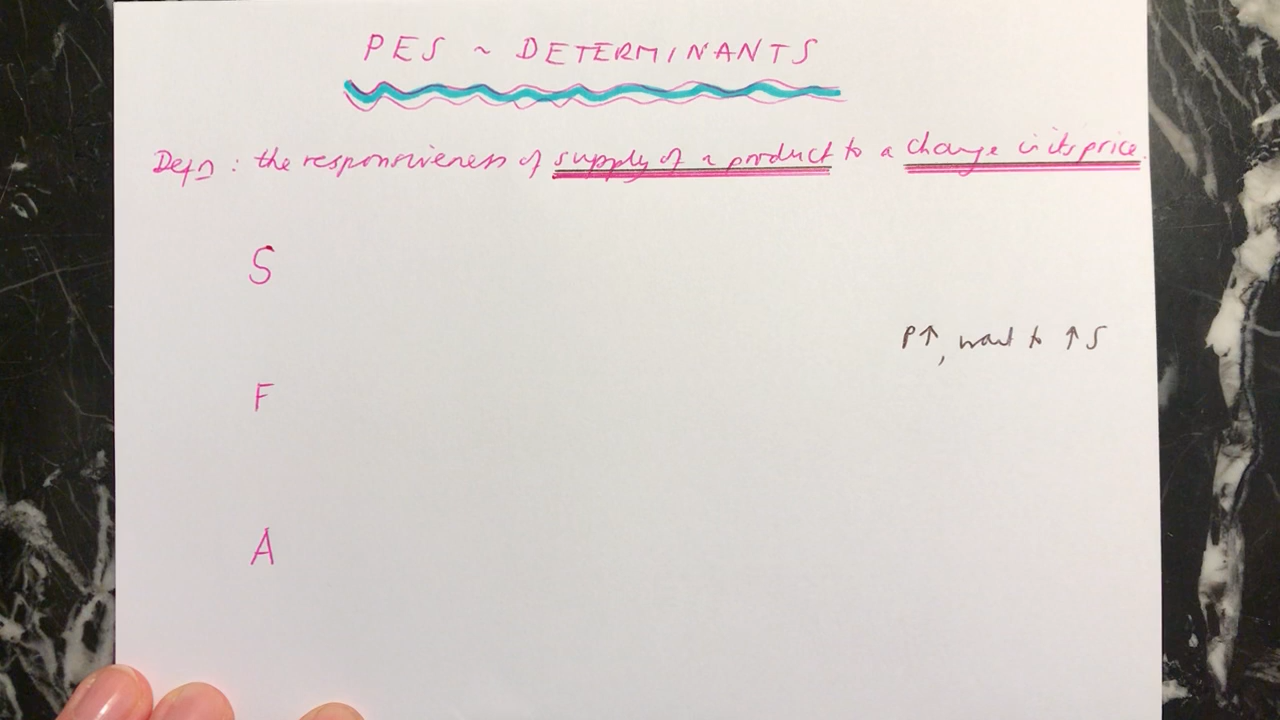 PES ~ DETERMINANTS
Defn : the responsiveness of supply of a product to a change in its price.
S
P↑, want to ↑ S
F
A